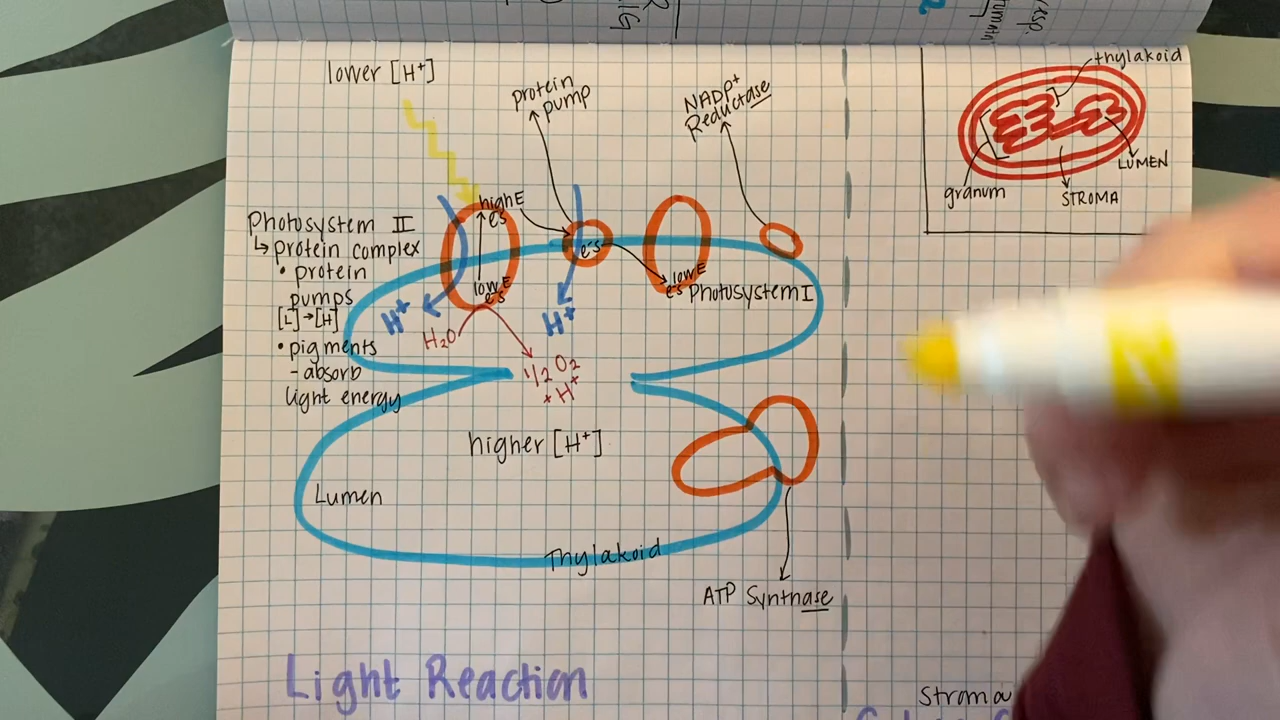 lower [H⁺]
protein
pump
NADP⁺
Reductase
thylakoid
LUMEN
granum
STROMA
Photosystem II
↳ protein complex
• protein
pumps
[L]→[H]
• pigments
- absorb
light energy
high E
e⁻s
low E
e⁻s
e⁻s
low E
e⁻s
Photosystem I
H⁺
H⁺
H₂O
1/2 O₂
+ H⁺
higher [H⁺]
Lumen
Thylakoid
ATP Synthase
Light Reaction
Stroma